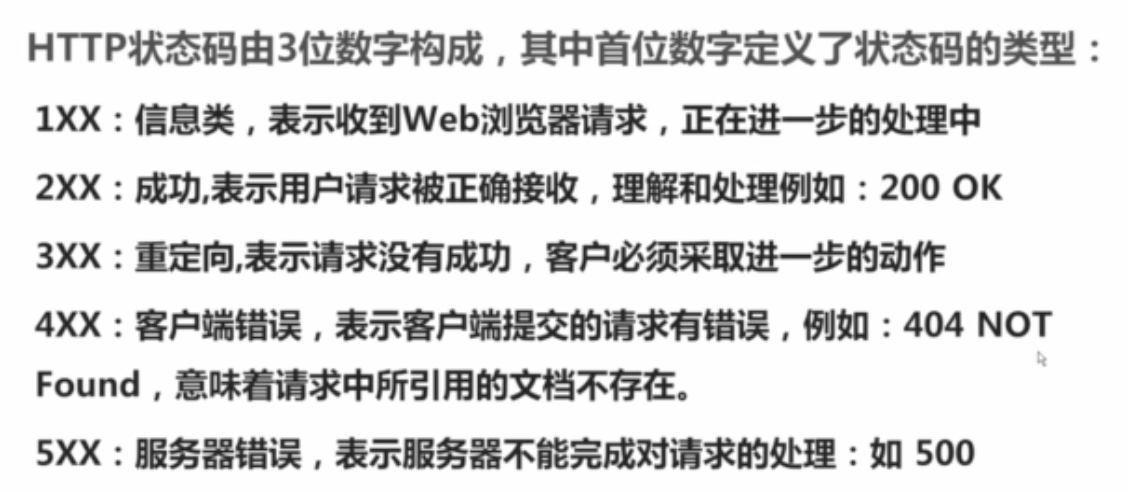 HTTP状态码由3位数字构成，其中首位数字定义了状态码的类型：
1XX：信息类，表示收到Web浏览器请求，正在进一步的处理中
2XX：成功,表示用户请求被正确接收，理解和处理例如：200 OK
3XX：重定向,表示请求没有成功，客户必须采取进一步的动作
4XX：客户端错误，表示客户端提交的请求有错误，例如：404 NOT
Found，意味着请求中所引用的文档不存在。
5XX：服务器错误，表示服务器不能完成对请求的处理：如 500